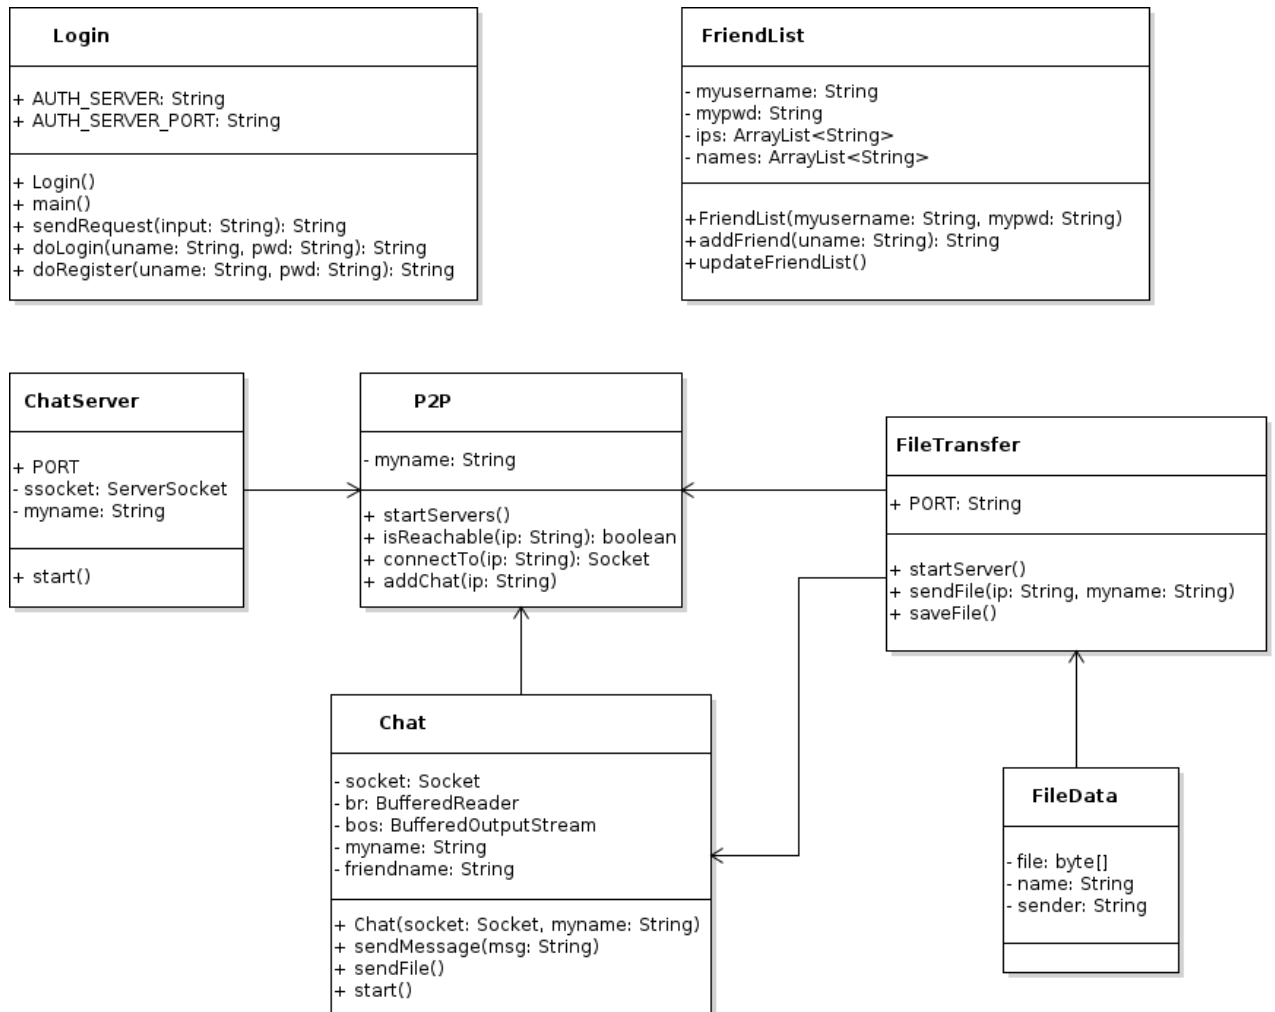 Login
+ AUTH_SERVER: String
+ AUTH_SERVER_PORT: String
+ Login()
+ main()
+ sendRequest(input: String): String
+ doLogin(uname: String, pwd: String): String
+ doRegister(uname: String, pwd: String): String
FriendList
- myusername: String
- mypwd: String
- ips: ArrayList<String>
- names: ArrayList<String>
+FriendList(myusername: String, mypwd: String)
+addFriend(uname: String): String
+updateFriendList()
ChatServer
+ PORT
- ssocket: ServerSocket
- myname: String
+ start()
P2P
- myname: String
+ startServers()
+ isReachable(ip: String): boolean
+ connectTo(ip: String): Socket
+ addChat(ip: String)
FileTransfer
+ PORT: String
+ startServer()
+ sendFile(ip: String, myname: String)
+ saveFile()
Chat
- socket: Socket
- br: BufferedReader
- bos: BufferedOutputStream
- myname: String
- friendname: String
+ Chat(socket: Socket, myname: String)
+ sendMessage(msg: String)
+ sendFile()
+ start()
FileData
- file: byte[]
- name: String
- sender: String